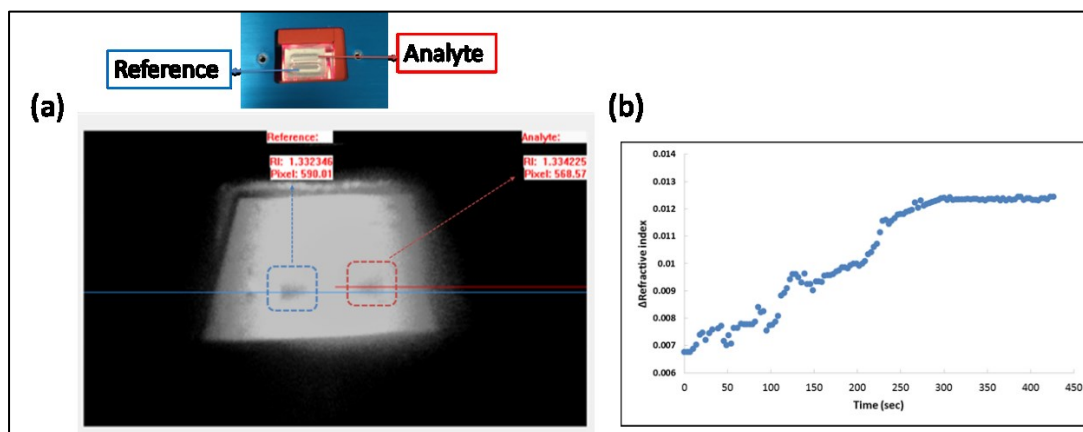 Reference
Analyte
(a)
Reference:
RI: 1.332346
Pixel: 590.01
Analyte:
RI: 1.334225
Pixel: 568.57
(b)
ΔRefractive index
0.014
0.013
0.012
0.011
0.01
0.009
0.008
0.007
0.006
0
50
100
150
200
250
300
350
400
450
Time (sec)